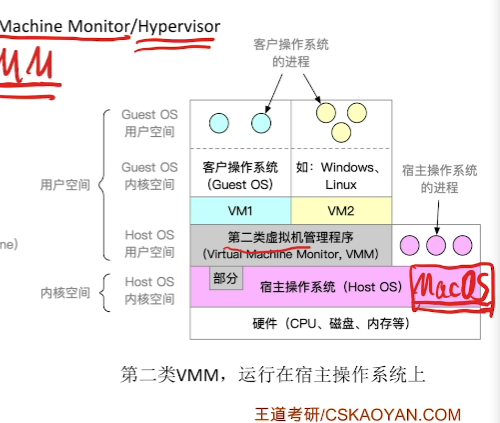 Machine Monitor/Hypervisor
MM
客户操作系统
的进程
Guest OS
用户空间
Guest OS
内核空间
用户空间
客户操作系统
(Guest OS)
如：Windows、
Linux
宿主操作系统
的进程
VM1
VM2
Host OS
用户空间
第二类虚拟机管理程序
(Virtual Machine Monitor, VMM)
ne)
部分
内核空间
Host OS
内核空间
宿主操作系统（Host OS）
MacOS
硬件（CPU、磁盘、内存等）
第二类VMM，运行在宿主操作系统上
王道考研/CSKAOYAN.COM